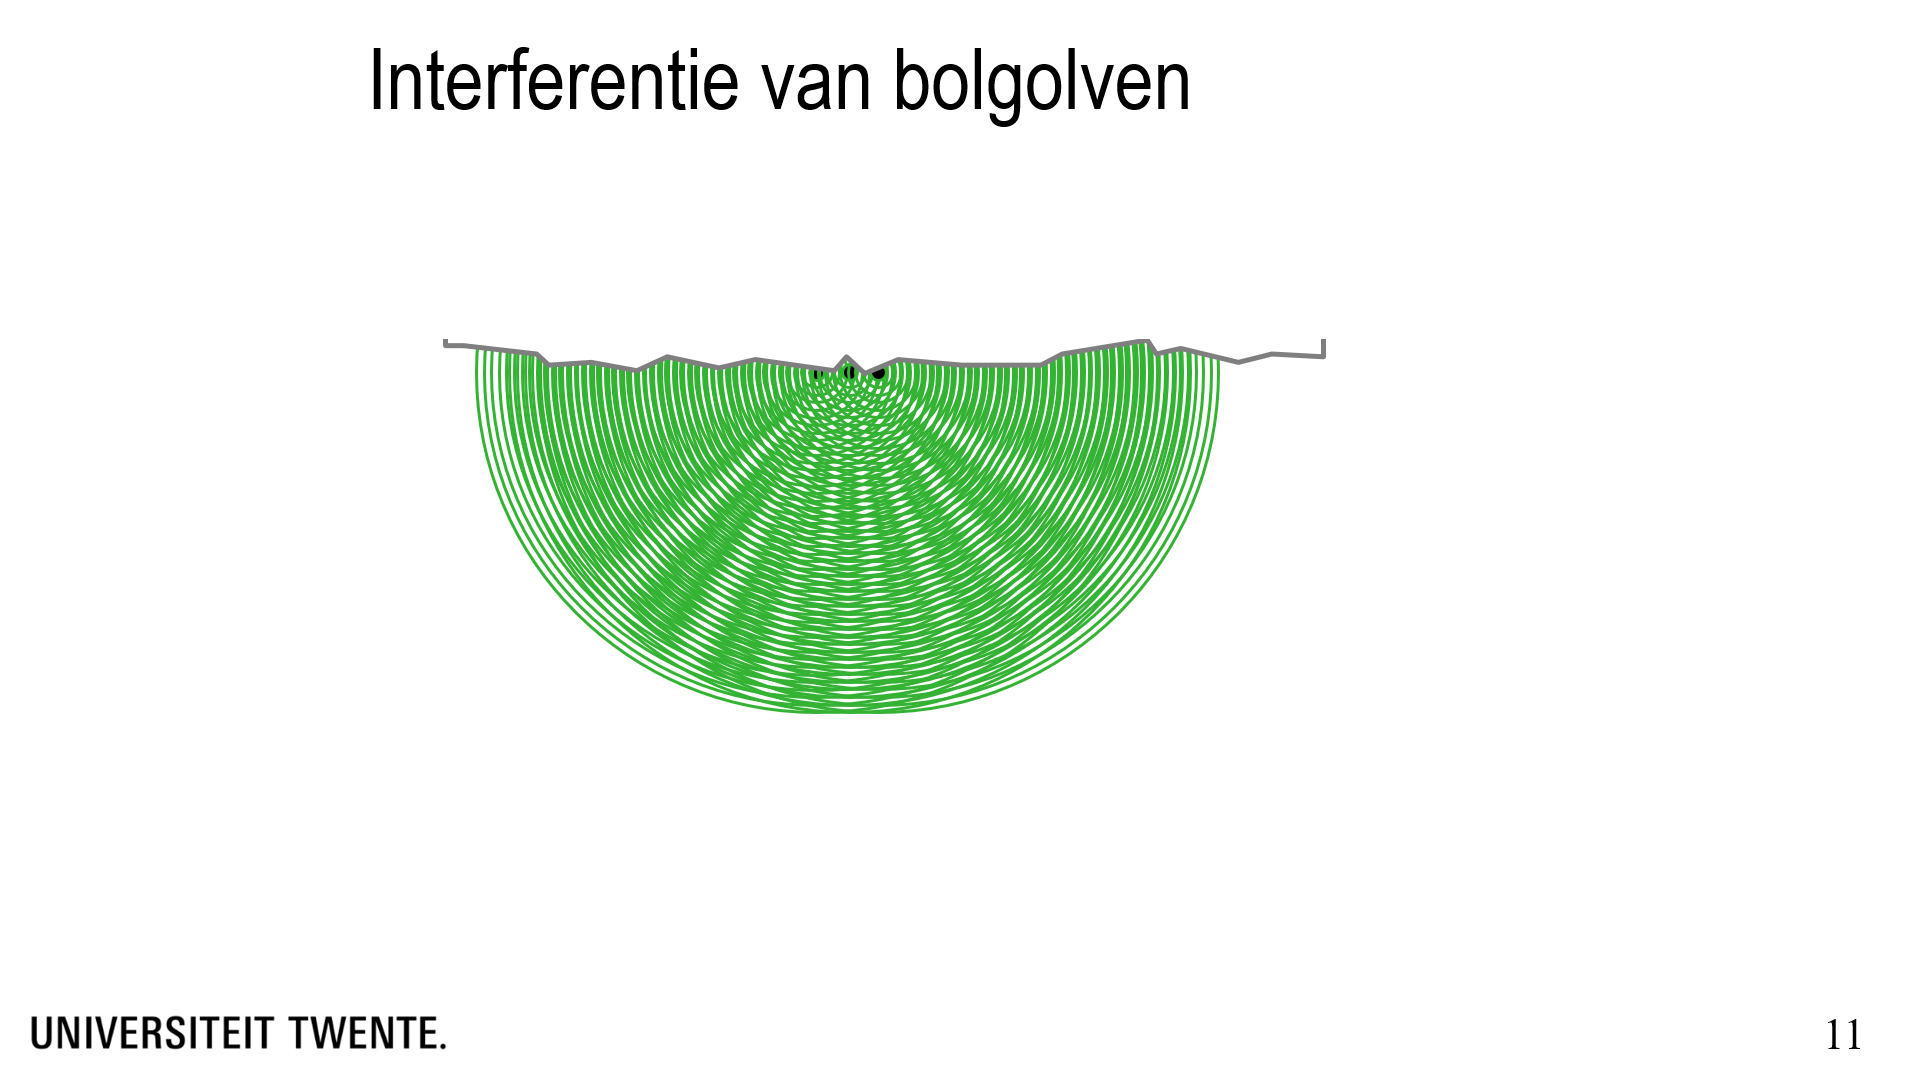 Interferentie van bolgolven
UNIVERSITEIT TWENTE.
11